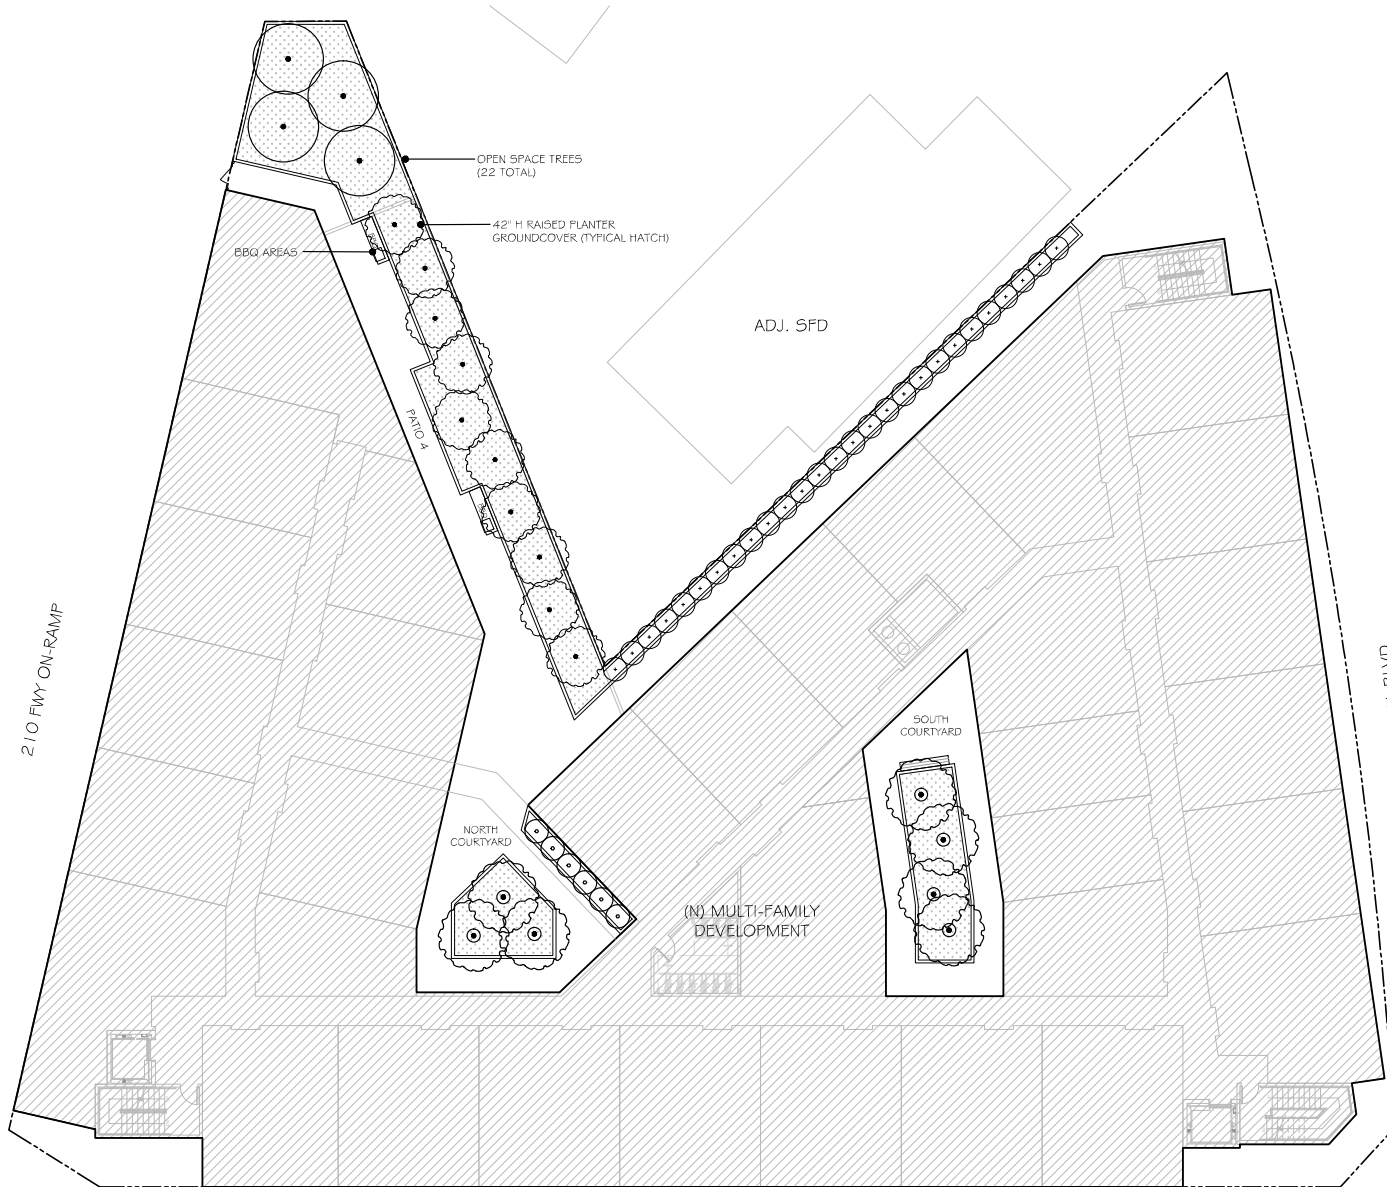 OPEN SPACE TREES
(22 TOTAL)
42" H RAISED PLANTER
GROUNDCOVER (TYPICAL HATCH)
BBQ AREAS
ADJ. SFD
PATIO 4
210 FWY ON-RAMP
BLVD
SOUTH
COURTYARD
NORTH
COURTYARD
(N) MULTI-FAMILY
DEVELOPMENT